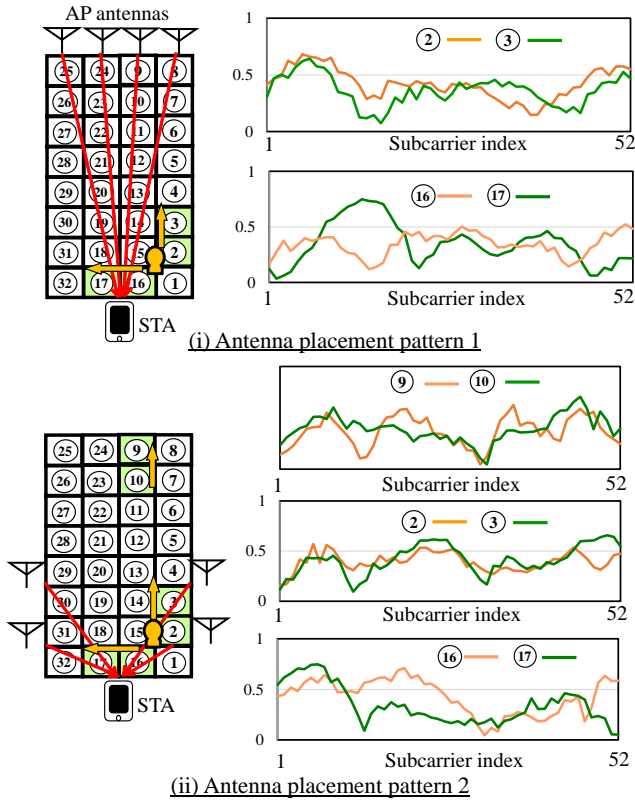 AP antennas
25 24 9 8
26 23 10 7
27 22 11 6
28 21 12 5
29 20 13 4
30 19 14 3
31 18 15 2
32 17 16 1
STA
1
0.5
0
2 3
Subcarrier index
1 52
1
0.5
0
16 17
1 52
Subcarrier index
(i) Antenna placement pattern 1
25 24 9 8
26 23 10 7
27 22 11 6
28 21 12 5
29 20 13 4
30 19 14 3
31 18 15 2
32 17 16 1
STA
9 10
1 52
Subcarrier index
1
0.5
0
2 3
1 52
Subcarrier index
1
0.5
0
16 17
1 52
Subcarrier index
(ii) Antenna placement pattern 2